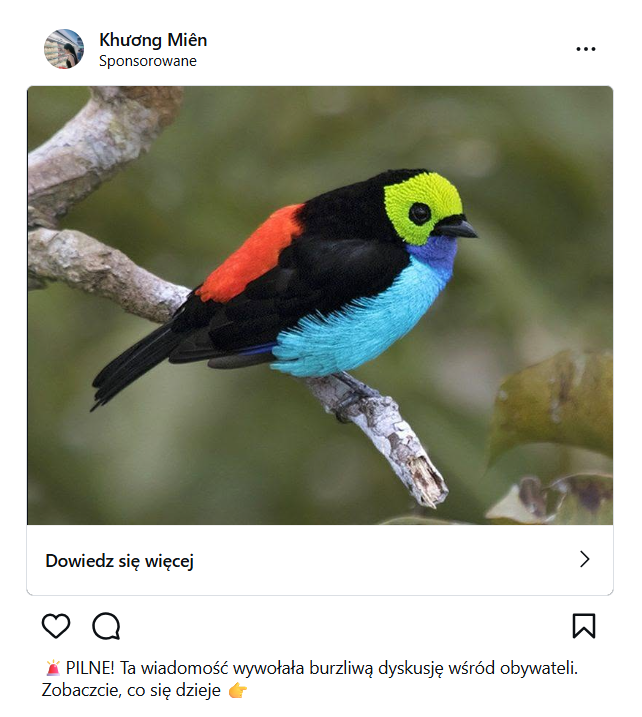 Khương Miên
Sponsorowane
Dowiedz się więcej
🚨 PILNE! Ta wiadomość wywołała burzliwą dyskusję wśród obywateli.
Zobaczcie, co się dzieje 👉